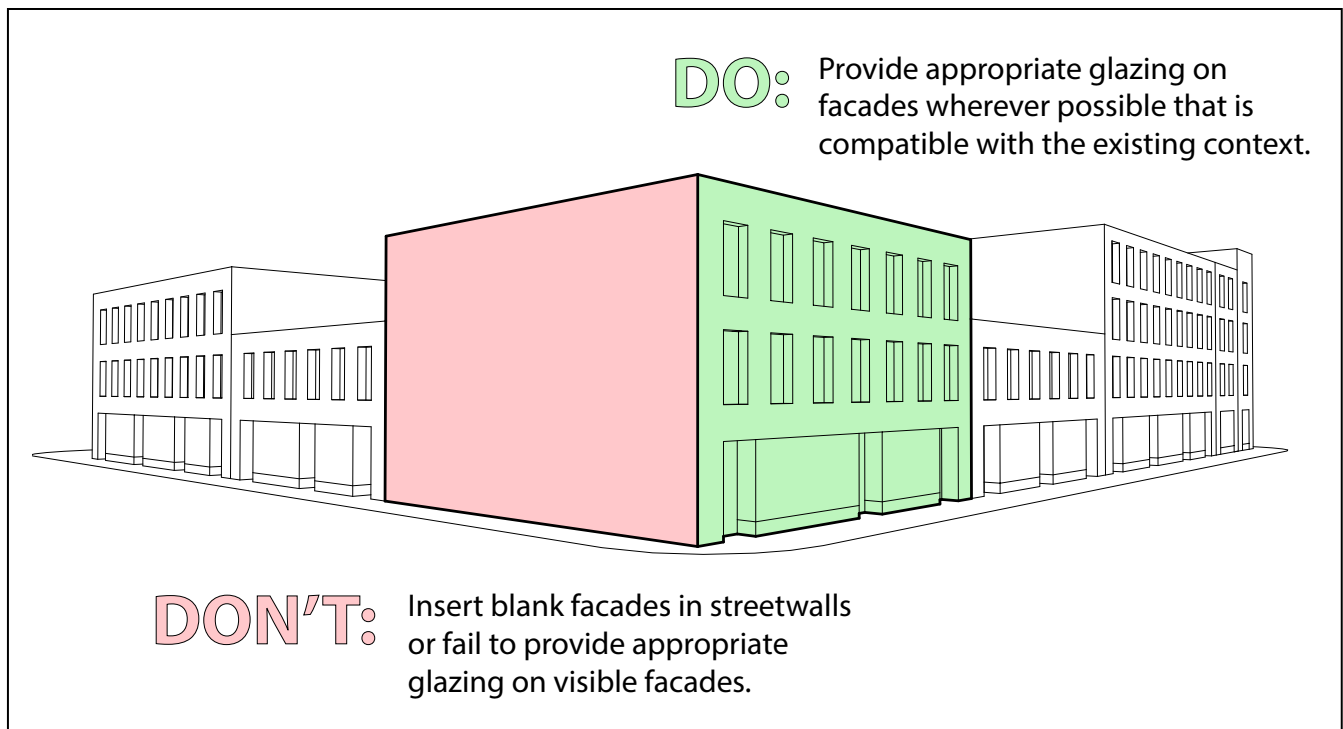 DO: Provide appropriate glazing on
facades wherever possible that is
compatible with the existing context.
DON'T: Insert blank facades in streetwalls
or fail to provide appropriate
glazing on visible facades.